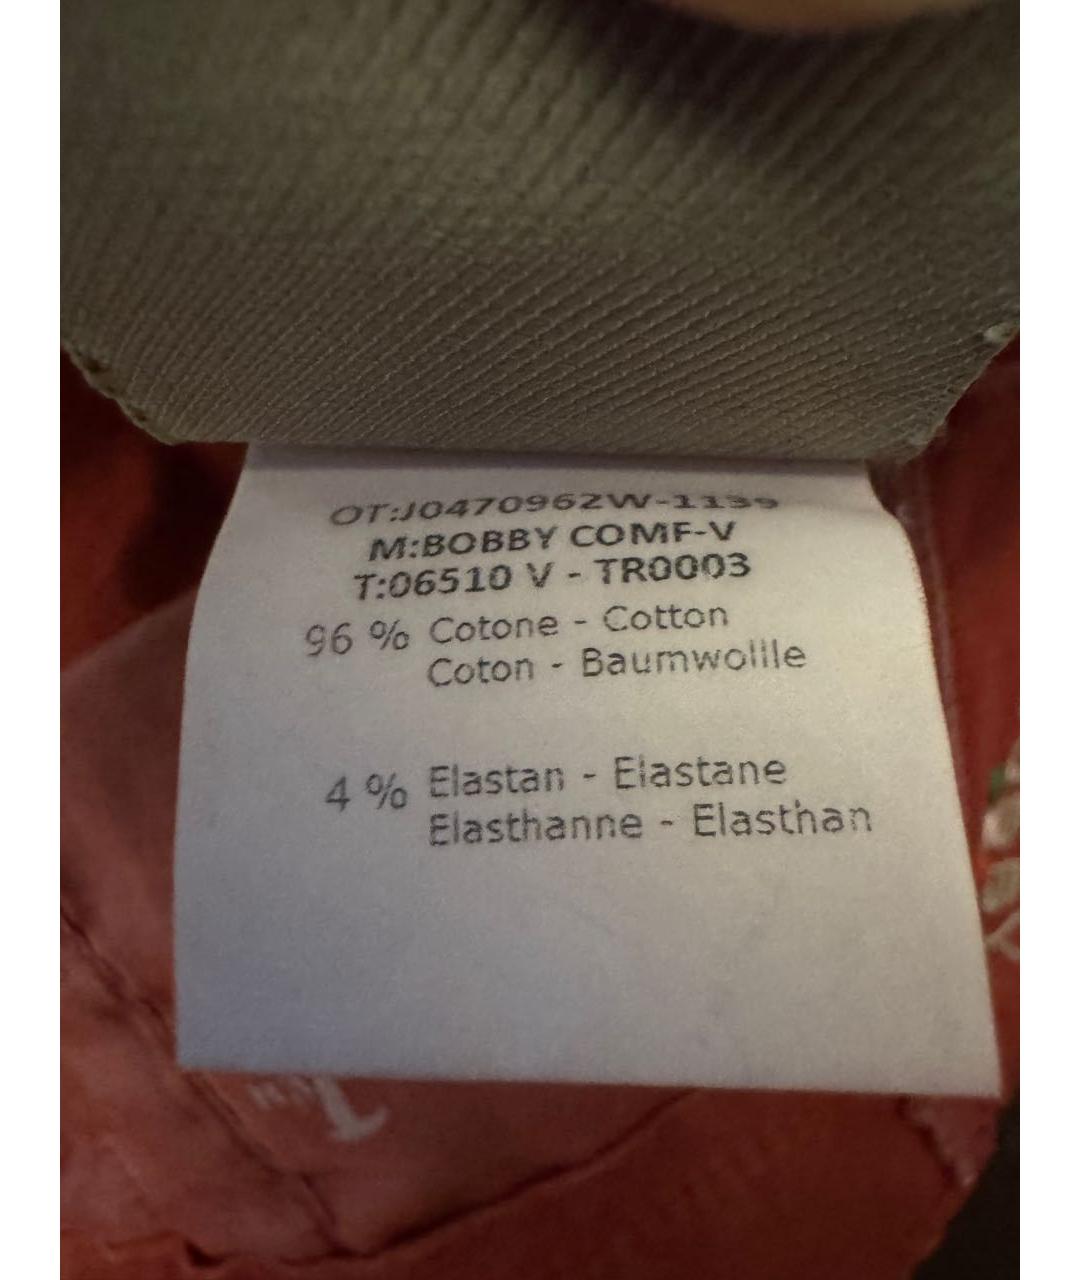 OT:J0470962W-1139
M:BOBBY COMF-V
T:06510 V - TR0003
96 % Cotone - Cotton
Coton - Baumwollle
4 % Elastan - Elastane
Elasthanne - Elasthan